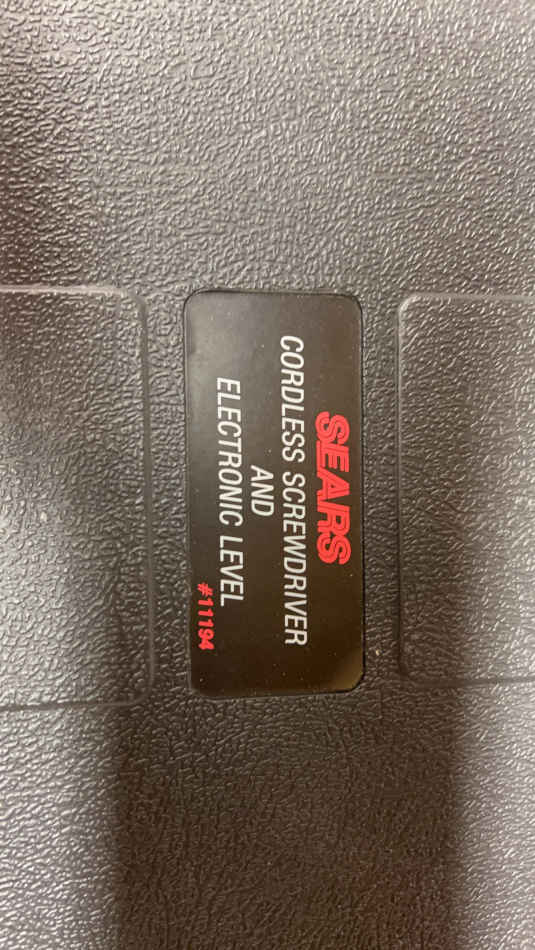 SEARS
CORDLESS SCREWDRIVER
AND
ELECTRONIC LEVEL
#11194